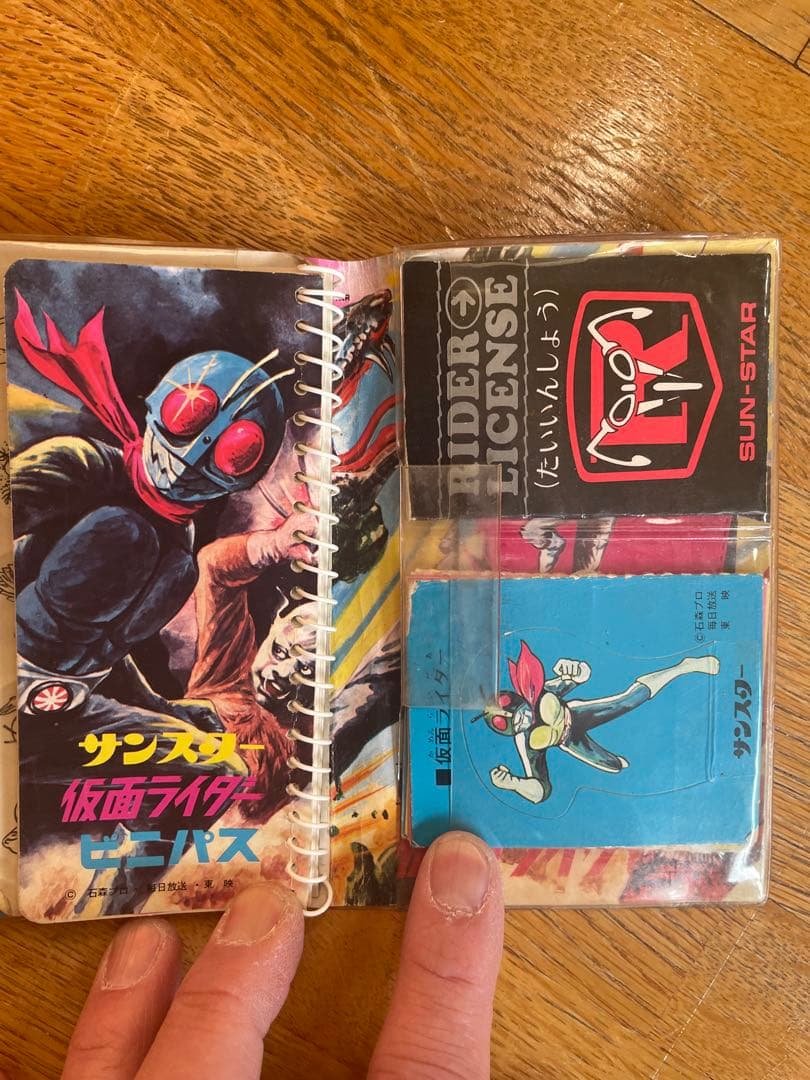 サンスター
仮面ライダー
ビニパス
© 石森プロ・毎日放送・東映
RIDER
LICENSE
(たいいんしょう)
R
SUN-STAR
■仮面ライダー
©石森プロ
毎日放送
東映
サンスター